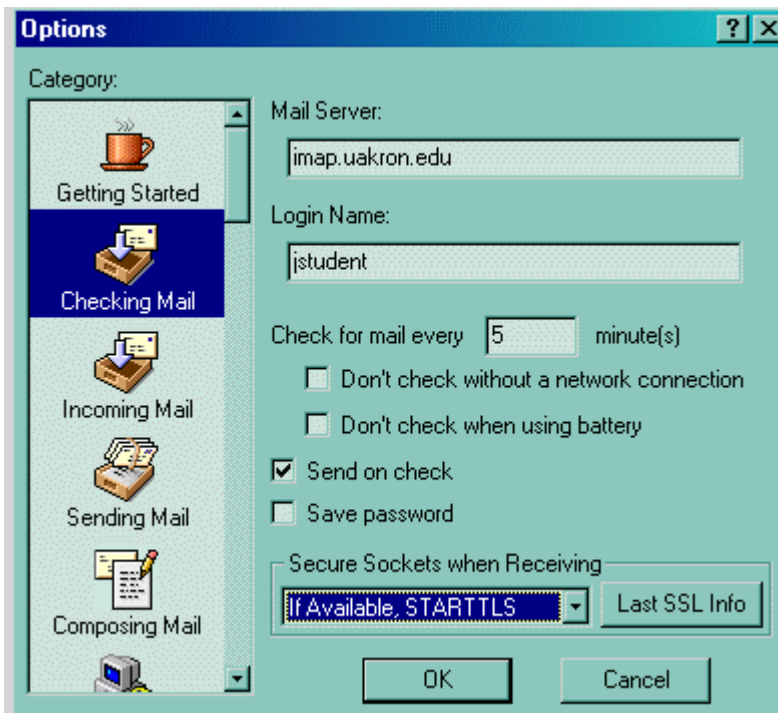 Options
Category:
Getting Started
Checking Mail
Incoming Mail
Sending Mail
Composing Mail
Mail Server:
imap.uakron.edu
Login Name:
jstudent
Check for mail every 5 minute(s)
Don't check without a network connection
Don't check when using battery
Send on check
Save password
Secure Sockets when Receiving
If Available, STARTTLS
Last SSL Info
OK Cancel